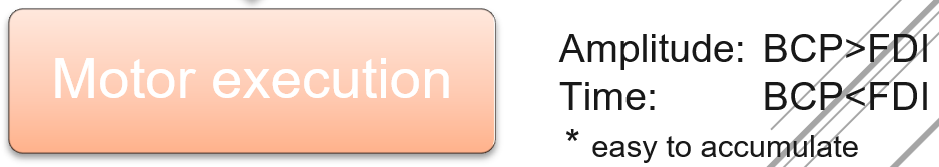 Motor execution
Amplitude: BCP>FDI
Time: BCP<FDI
* easy to accumulate